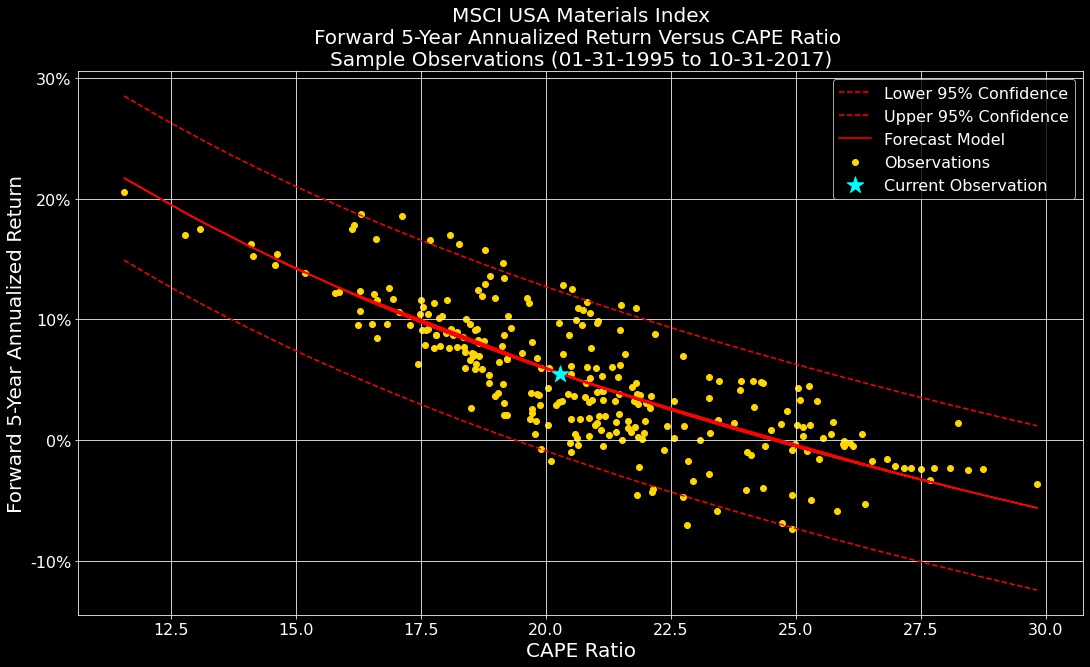 MSCI USA Materials Index
Forward 5-Year Annualized Return Versus CAPE Ratio
Sample Observations (01-31-1995 to 10-31-2017)
30%
20%
10%
0%
-10%
Forward 5-Year Annualized Return
Lower 95% Confidence
Upper 95% Confidence
Forecast Model
Observations
Current Observation
12.5 15.0 17.5 20.0 22.5 25.0 27.5 30.0
CAPE Ratio